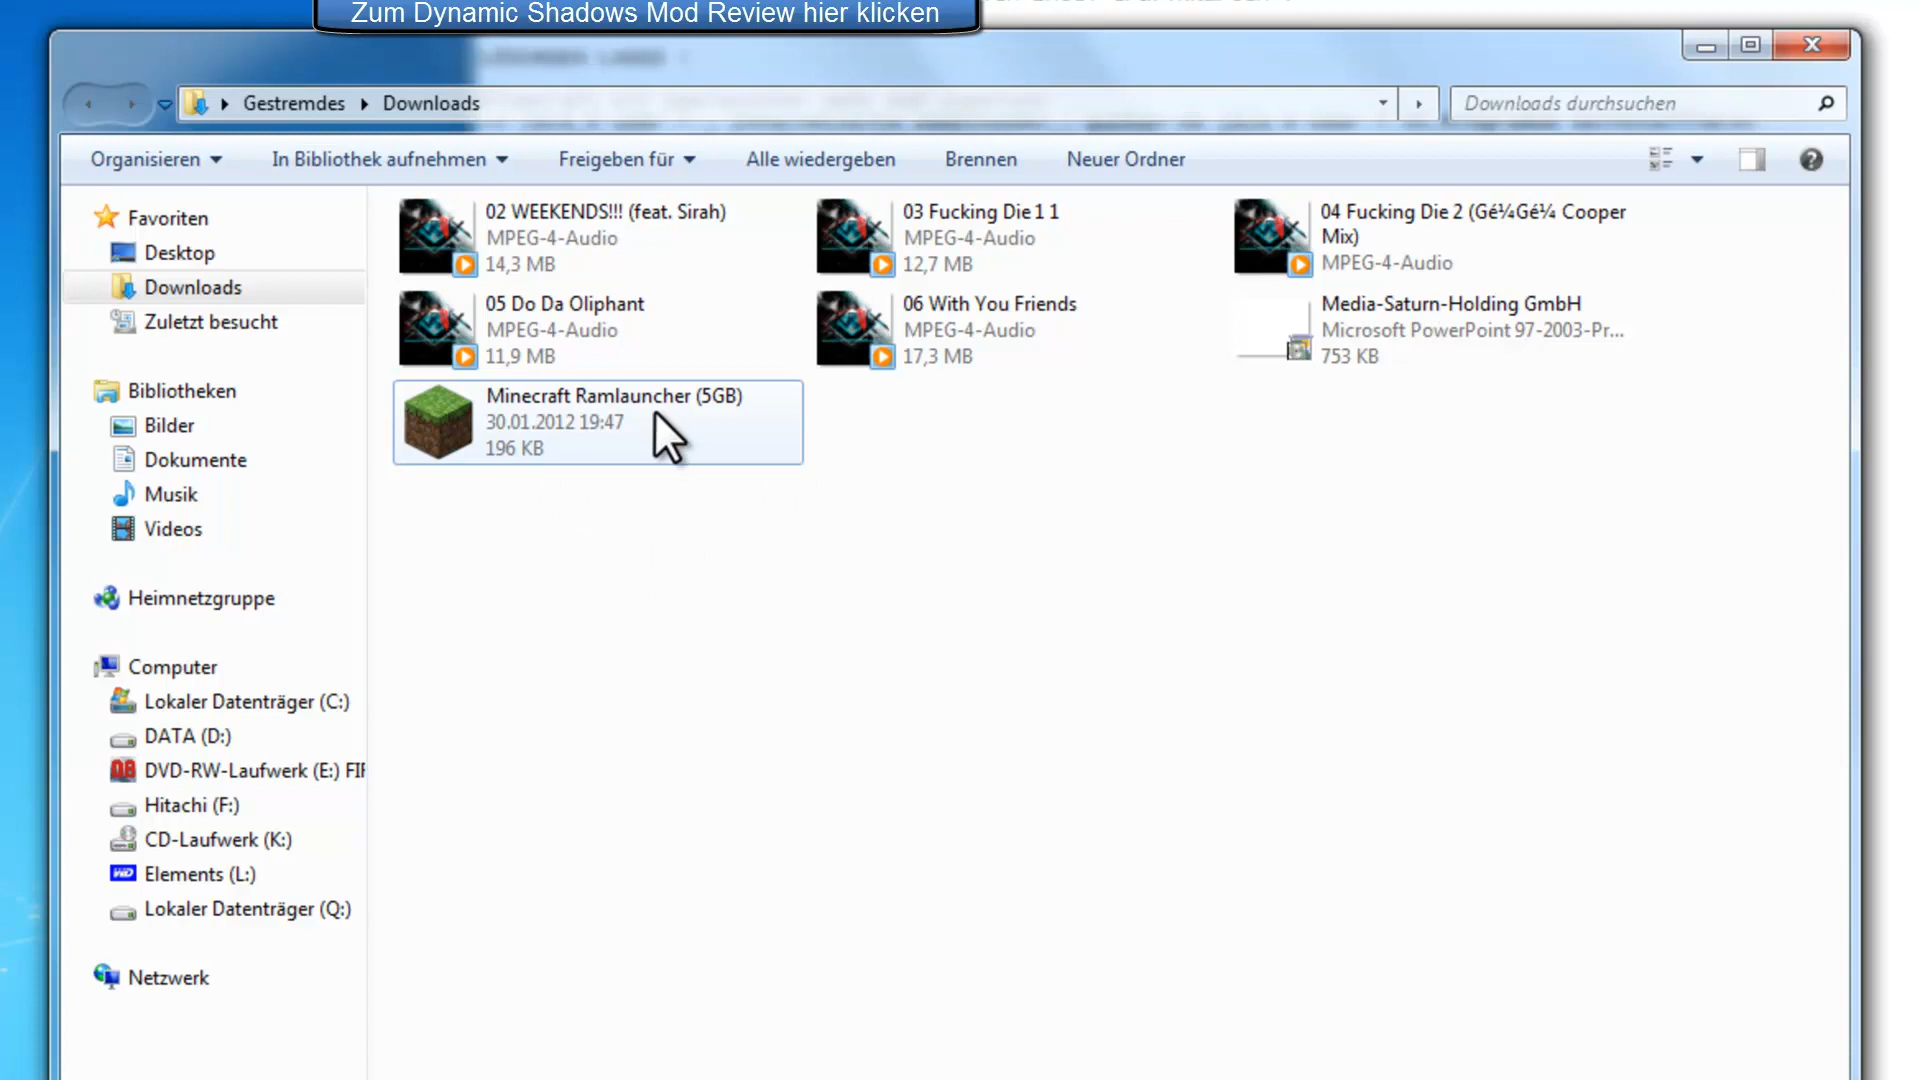 Zum Dynamic Shadows Mod Review hier klicken
Gestremdes
Downloads
Downloads durchsuchen
Organisieren
In Bibliothek aufnehmen
Freigeben für
Alle wiedergeben
Brennen
Neuer Ordner
Favoriten
Desktop
Downloads
Zuletzt besucht
Bibliotheken
Bilder
Dokumente
Musik
Videos
Heimnetzgruppe
Computer
Lokaler Datenträger (C:)
DATA (D:)
DVD-RW-Laufwerk (E:) FIF
Hitachi (F:)
CD-Laufwerk (K:)
Elements (L:)
Lokaler Datenträger (Q:)
Netzwerk
02 WEEKENDS!!! (feat. Sirah)
MPEG-4-Audio
14,3 MB
03 Fucking Die 1 1
MPEG-4-Audio
12,7 MB
04 Fucking Die 2 (Gé¼Gé¼ Cooper
Mix)
MPEG-4-Audio
05 Do Da Oliphant
MPEG-4-Audio
11,9 MB
06 With You Friends
MPEG-4-Audio
17,3 MB
Media-Saturn-Holding GmbH
Microsoft PowerPoint 97-2003-Pr...
753 KB
Minecraft Ramlauncher (5GB)
30.01.2012 19:47
196 KB